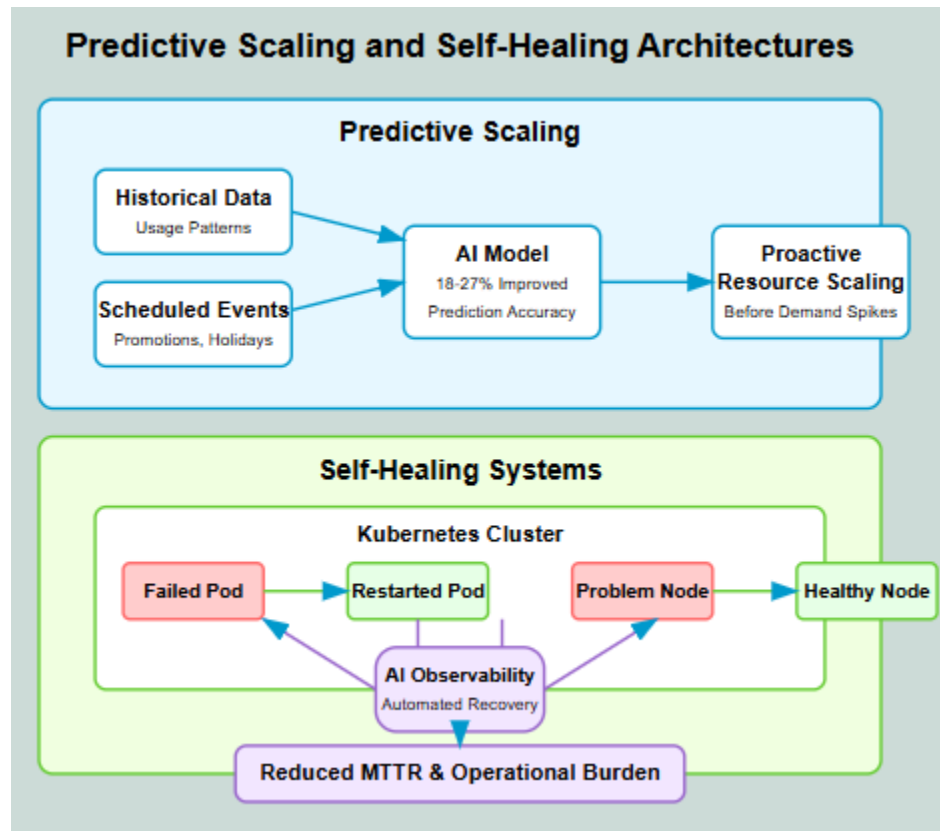 Predictive Scaling and Self-Healing Architectures
Predictive Scaling
Historical Data
Usage Patterns
Scheduled Events
Promotions, Holidays
AI Model
18-27% Improved
Prediction Accuracy
Proactive
Resource Scaling
Before Demand Spikes
Self-Healing Systems
Kubernetes Cluster
Failed Pod
Restarted Pod
Problem Node
Healthy Node
AI Observability
Automated Recovery
Reduced MTTR & Operational Burden